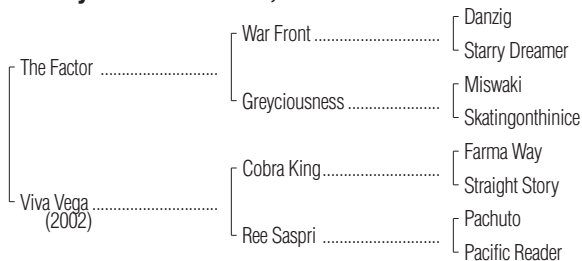 Danzig
War Front ........................................
Starry Dreamer
The Factor .....................................
Miswaki
Greyciousness ..............................
Skatingonthinice
Farma Way
Cobra King.....................................
Straight Story
Viva Vega .......................................
(2002)
Pachuto
Ree Saspri .....................................
Pacific Reader